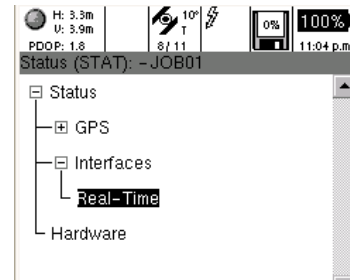 H: 3.3m
V: 3.9m
PDOP: 1.8
10°
T
8/11
0%
100%
11:04 p.m
Status (STAT): -JOB01
Status
GPS
Interfaces
Real-Time
Hardware